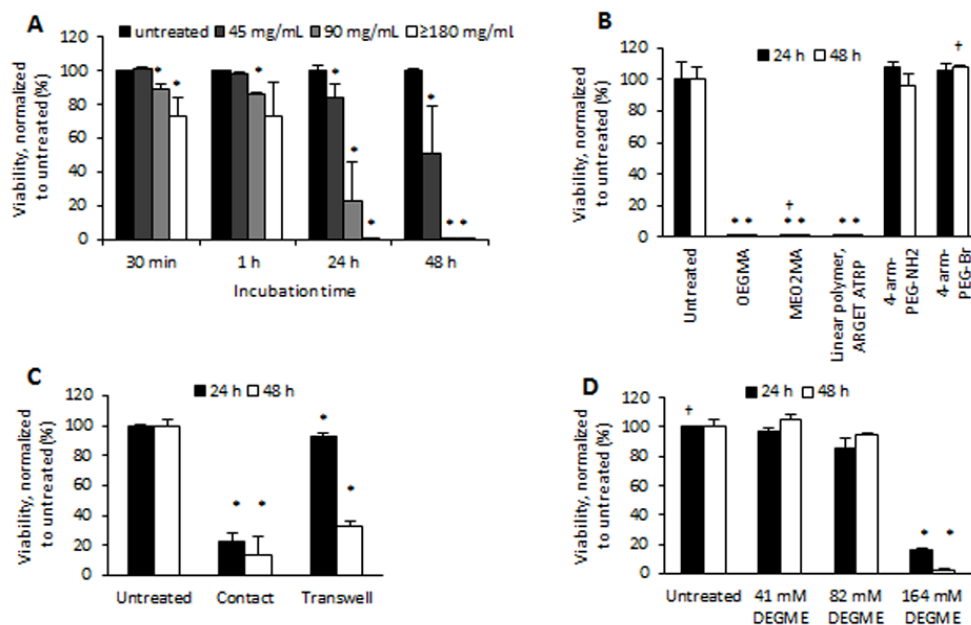 A
untreated 45 mg/mL 90 mg/mL ≥180 mg/mL
Viability, normalized
to untreated (%)
120
100
80
60
40
20
0
* * * * * * * * * *
30 min 1 h 24 h 48 h
Incubation time
B
24 h 48 h
Viability, normalized
to untreated (%)
120
100
80
60
40
20
0
†
†
* * * * * *
Untreated
OEGMA
MEO2MA
Linear polymer,
ARGET ATRP
4-arm-
PEG-NH2
4-arm-
PEG-Br
C
24 h 48 h
Viability, normalized
to untreated (%)
120
100
80
60
40
20
0
* * * *
Untreated Contact Transwell
D
24 h 48 h
Viability, normalized
to untreated (%)
120
100
80
60
40
20
0
†
* *
Untreated 41 mM 82 mM 164 mM
DEGME DEGME DEGME